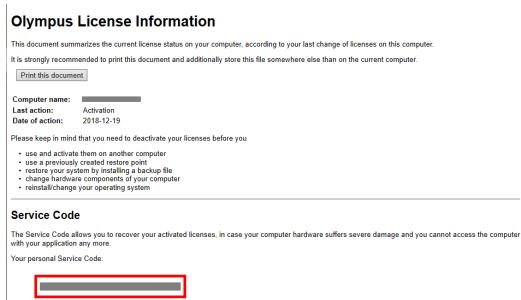 Olympus License Information
This document summarizes the current license status on your computer, according to your last change of licenses on this computer.
It is strongly recommended to print this document and additionally store this file somewhere else than on the current computer.
Print this document
Computer name:
Last action: Activation
Date of action: 2018-12-19
Please keep in mind that you need to deactivate your licenses before you
• use and activate them on another computer
• use a previously created restore point
• restore your system by installing a backup file
• change hardware components of your computer
• reinstall/change your operating system
Service Code
The Service Code allows you to recover your activated licenses, in case your computer hardware suffers severe damage and you cannot access the computer
with your application any more.
Your personal Service Code: